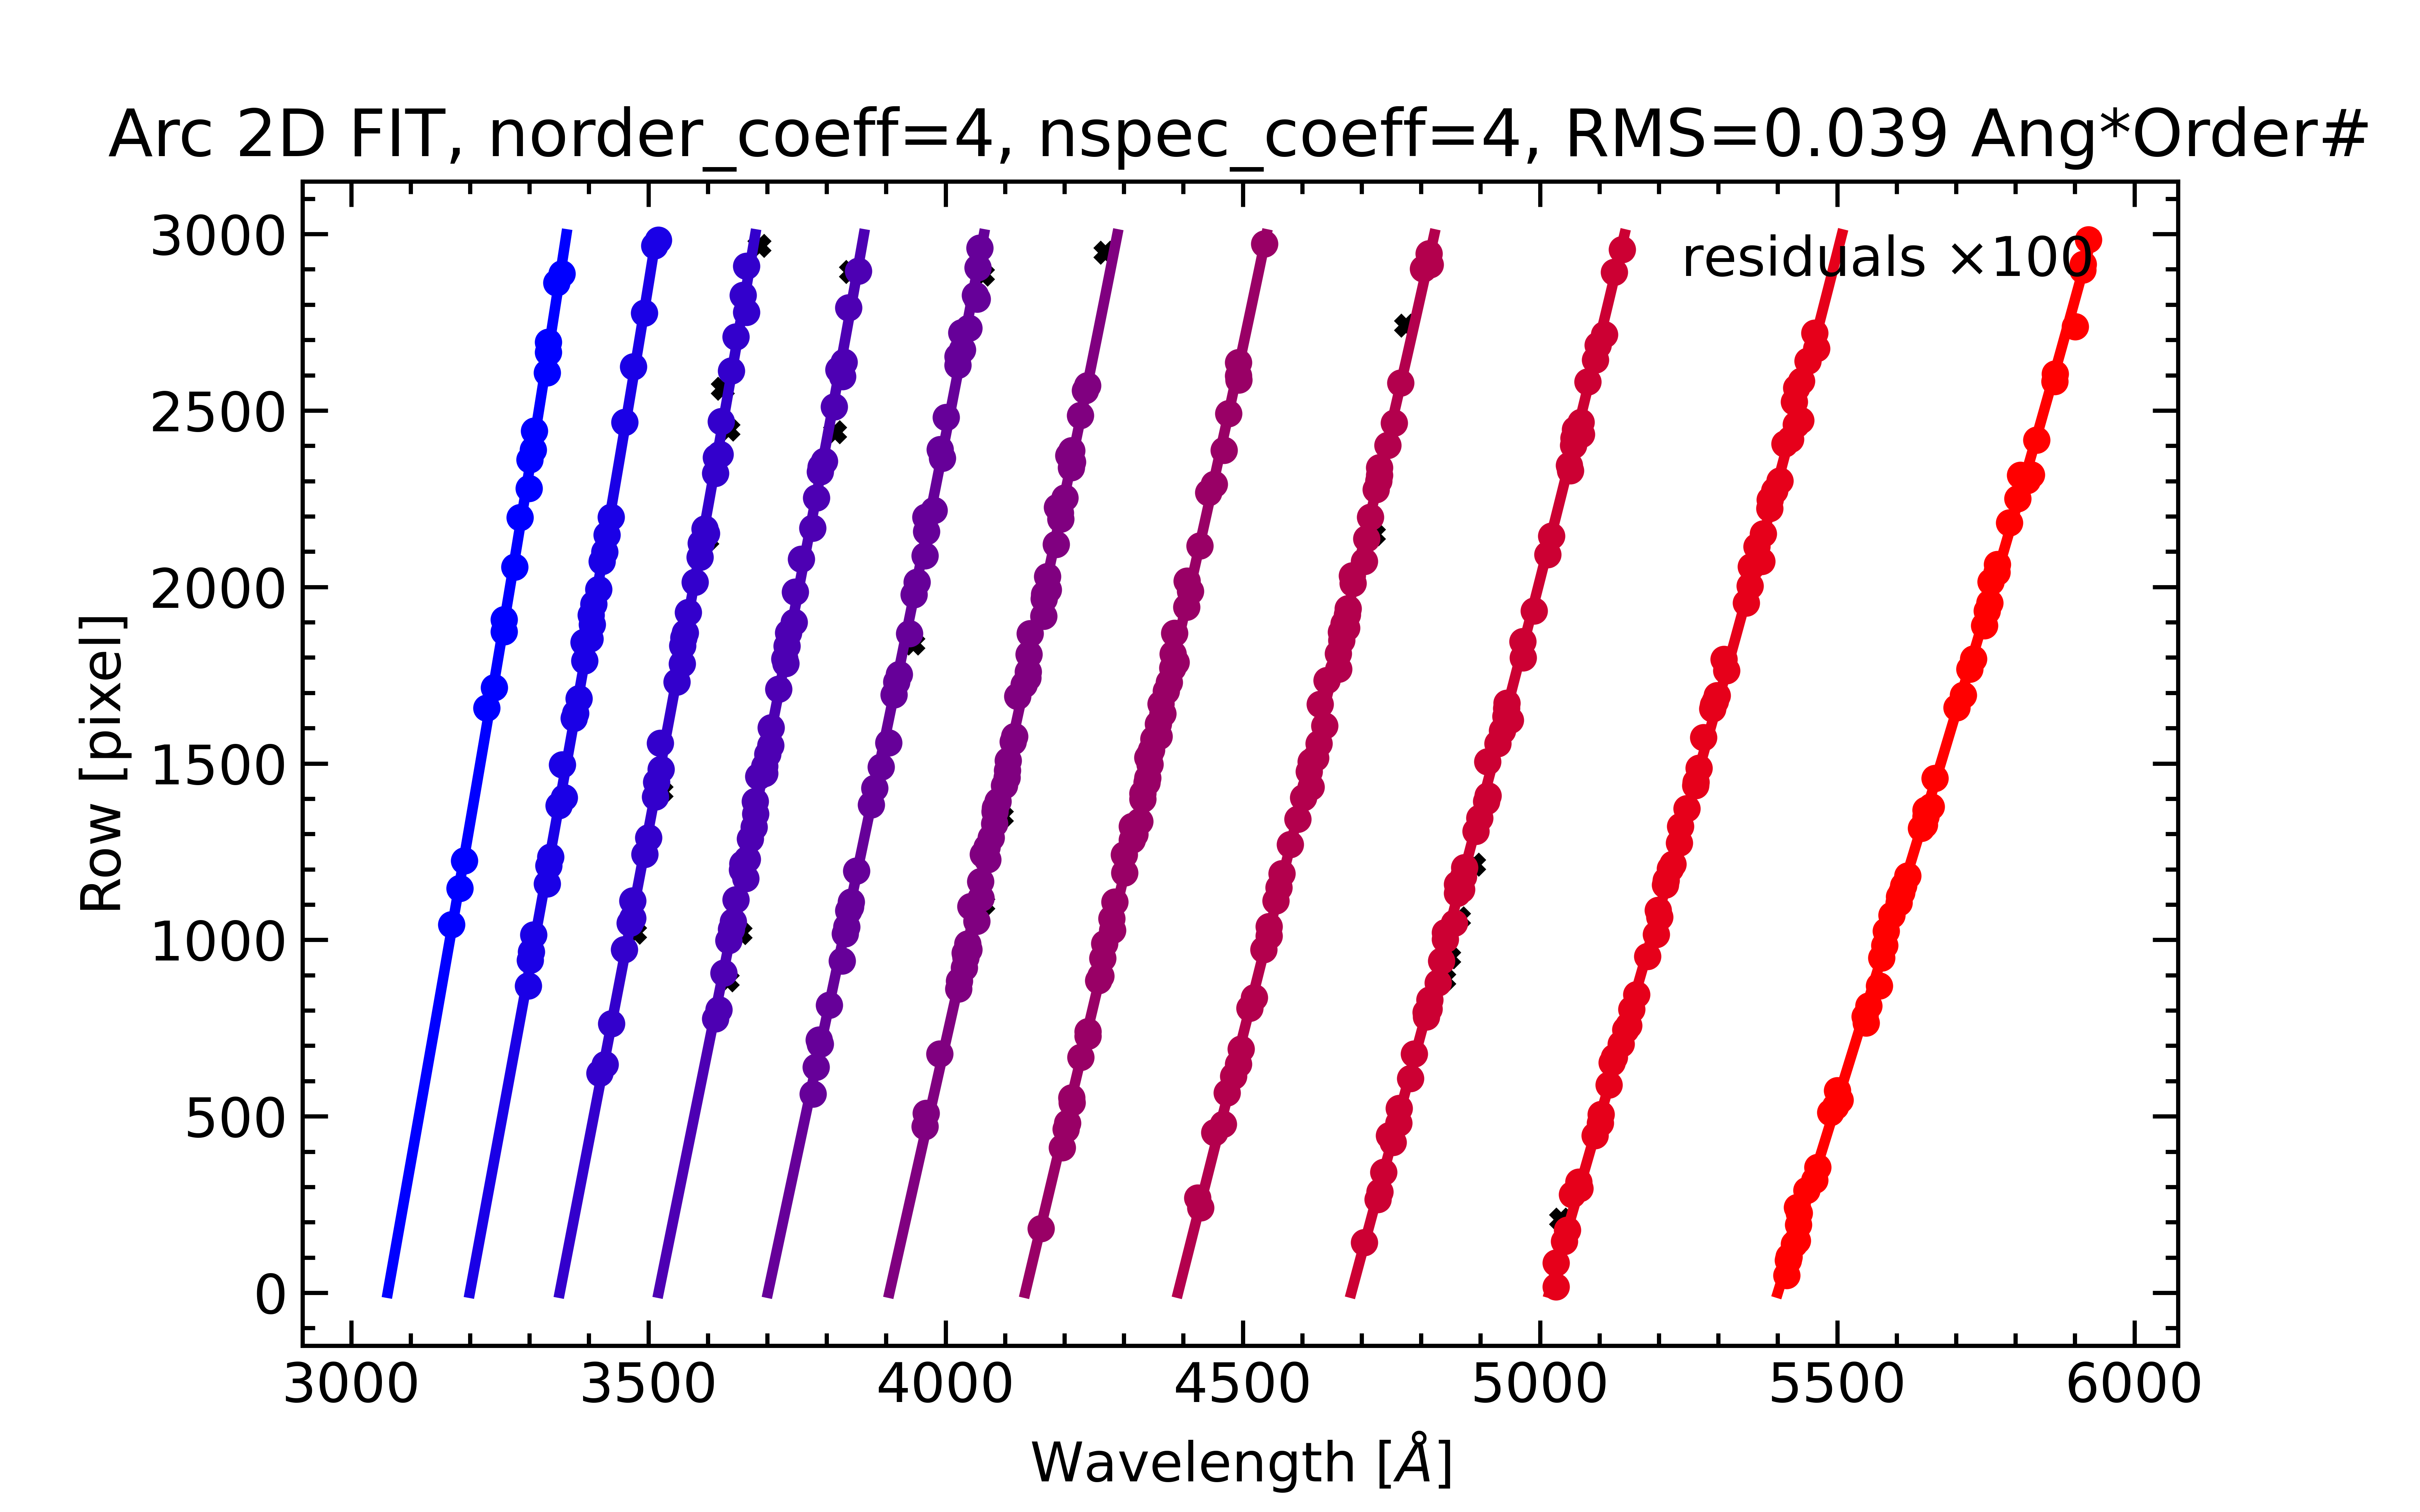 Arc 2D FIT, norder_coeff=4, nspec_coeff=4, RMS=0.039 Ang*Order#
residuals ×100
3000
2500
2000
1500
1000
500
0
Row [pixel]
3000 3500 4000 4500 5000 5500 6000
Wavelength [Å]